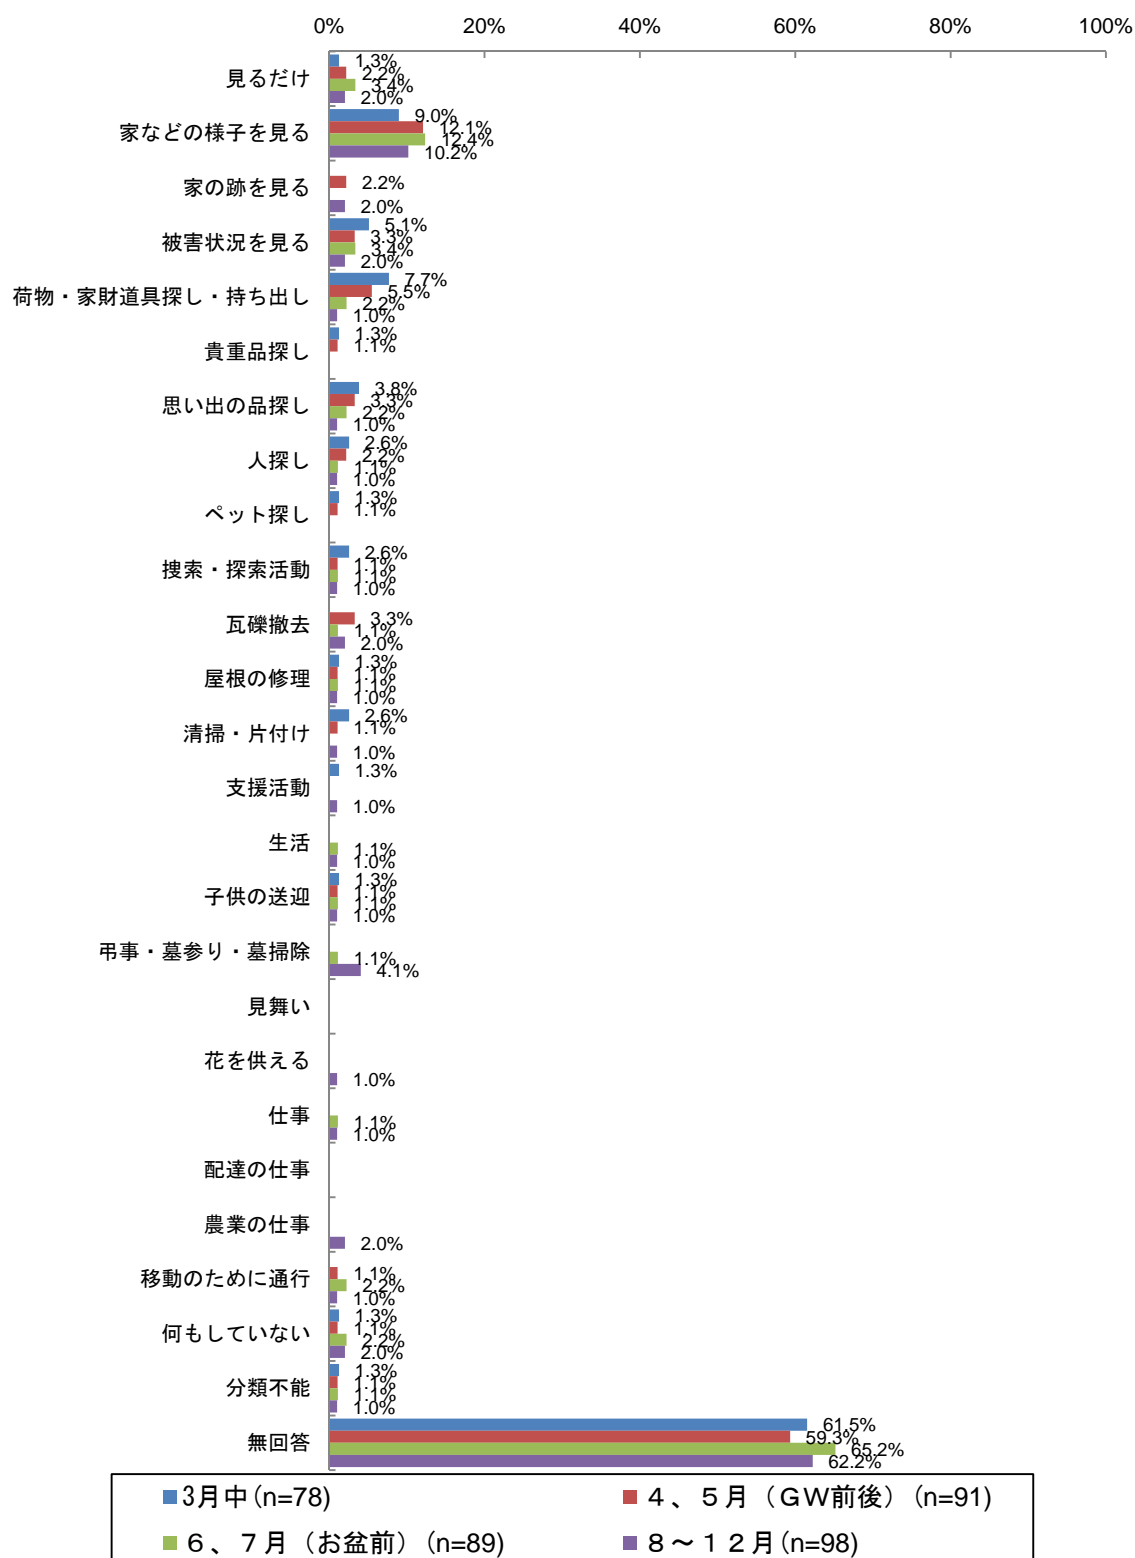 0% 20% 40% 60% 80% 100%
見るだけ
1.3%
2.2%
3.4%
2.0%
家などの様子を見る
9.0%
12.1%
12.4%
10.2%
家の跡を見る
2.2%
2.0%
被害状況を見る
5.1%
3.3%
3.4%
2.0%
荷物・家財道具探し・持ち出し
7.7%
5.5%
2.2%
1.0%
貴重品探し
1.3%
1.1%
思い出の品探し
3.8%
3.3%
2.2%
1.0%
人探し
2.6%
2.2%
1.1%
1.0%
ペット探し
1.3%
1.1%
捜索・探索活動
2.6%
1.1%
1.1%
1.0%
瓦礫撤去
3.3%
1.1%
2.0%
屋根の修理
1.3%
1.1%
1.1%
1.0%
清掃・片付け
2.6%
1.1%
1.0%
支援活動
1.3%
1.0%
生活
1.1%
1.0%
子供の送迎
1.3%
1.1%
1.1%
1.0%
弔事・墓参り・墓掃除
1.1%
4.1%
見舞い
花を供える
1.0%
仕事
1.1%
1.0%
配達の仕事
農業の仕事
2.0%
移動のために通行
1.1%
2.2%
1.0%
何もしていない
1.3%
1.1%
2.2%
2.0%
分類不能
1.3%
1.1%
1.1%
1.0%
無回答
61.5%
59.3%
65.2%
62.2%
3月中(n=78) ４、５月（ＧＷ前後）(n=91)
６、７月（お盆前）(n=89) ８～１２月(n=98)